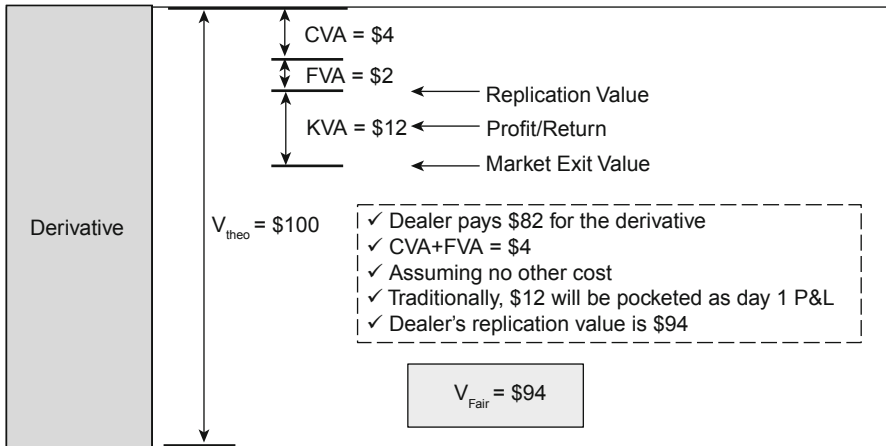 CVA = $4
FVA = $2
Replication Value
KVA = $12
Profit/Return
Market Exit Value
Derivative
Vtheo = $100
✓ Dealer pays $82 for the derivative
✓ CVA+FVA = $4
✓ Assuming no other cost
✓ Traditionally, $12 will be pocketed as day 1 P&L
✓ Dealer's replication value is $94
VFair = $94